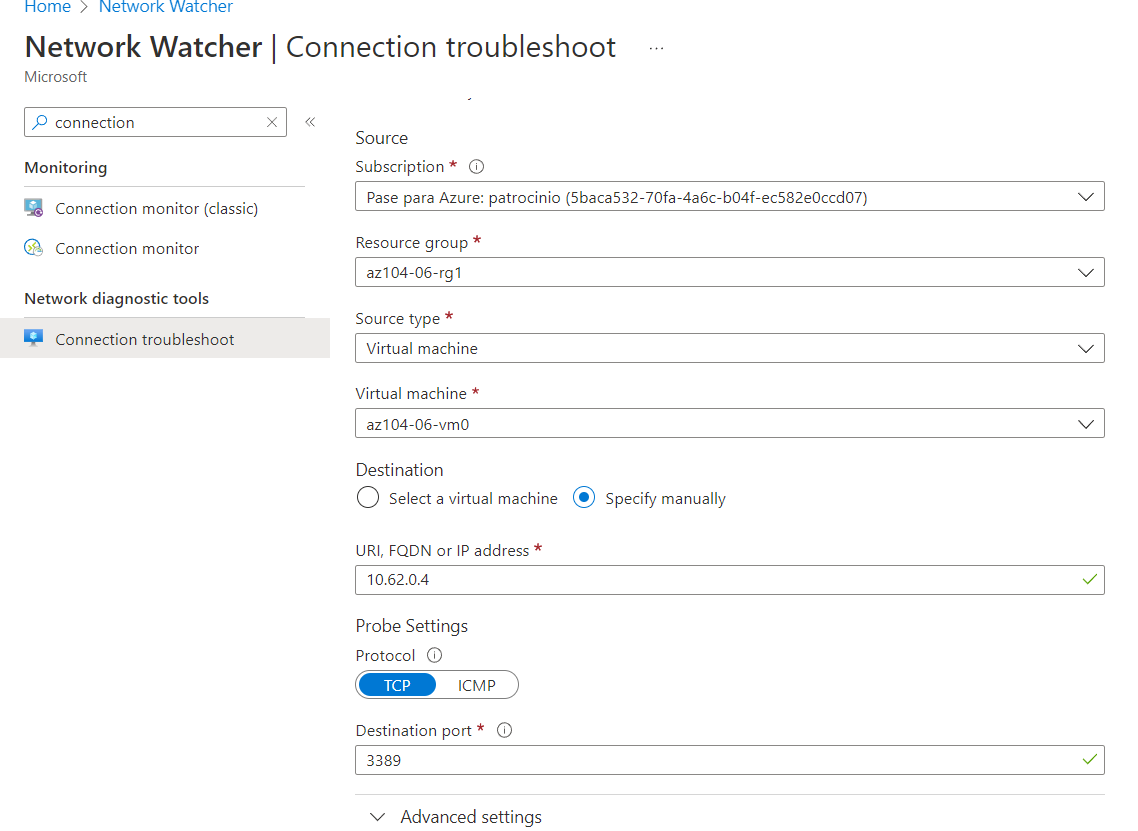 Home > Network Watcher
Network Watcher | Connection troubleshoot ...
Microsoft
connection
Monitoring
Connection monitor (classic)
Connection monitor
Network diagnostic tools
Connection troubleshoot
Source
Subscription *
Pase para Azure: patrocinio (5baca532-70fa-4a6c-b04f-ec582e0ccd07)
Resource group *
az104-06-rg1
Source type *
Virtual machine
Virtual machine *
az104-06-vm0
Destination
Select a virtual machine Specify manually
URI, FQDN or IP address *
10.62.0.4
Probe Settings
Protocol
TCP ICMP
Destination port *
3389
Advanced settings